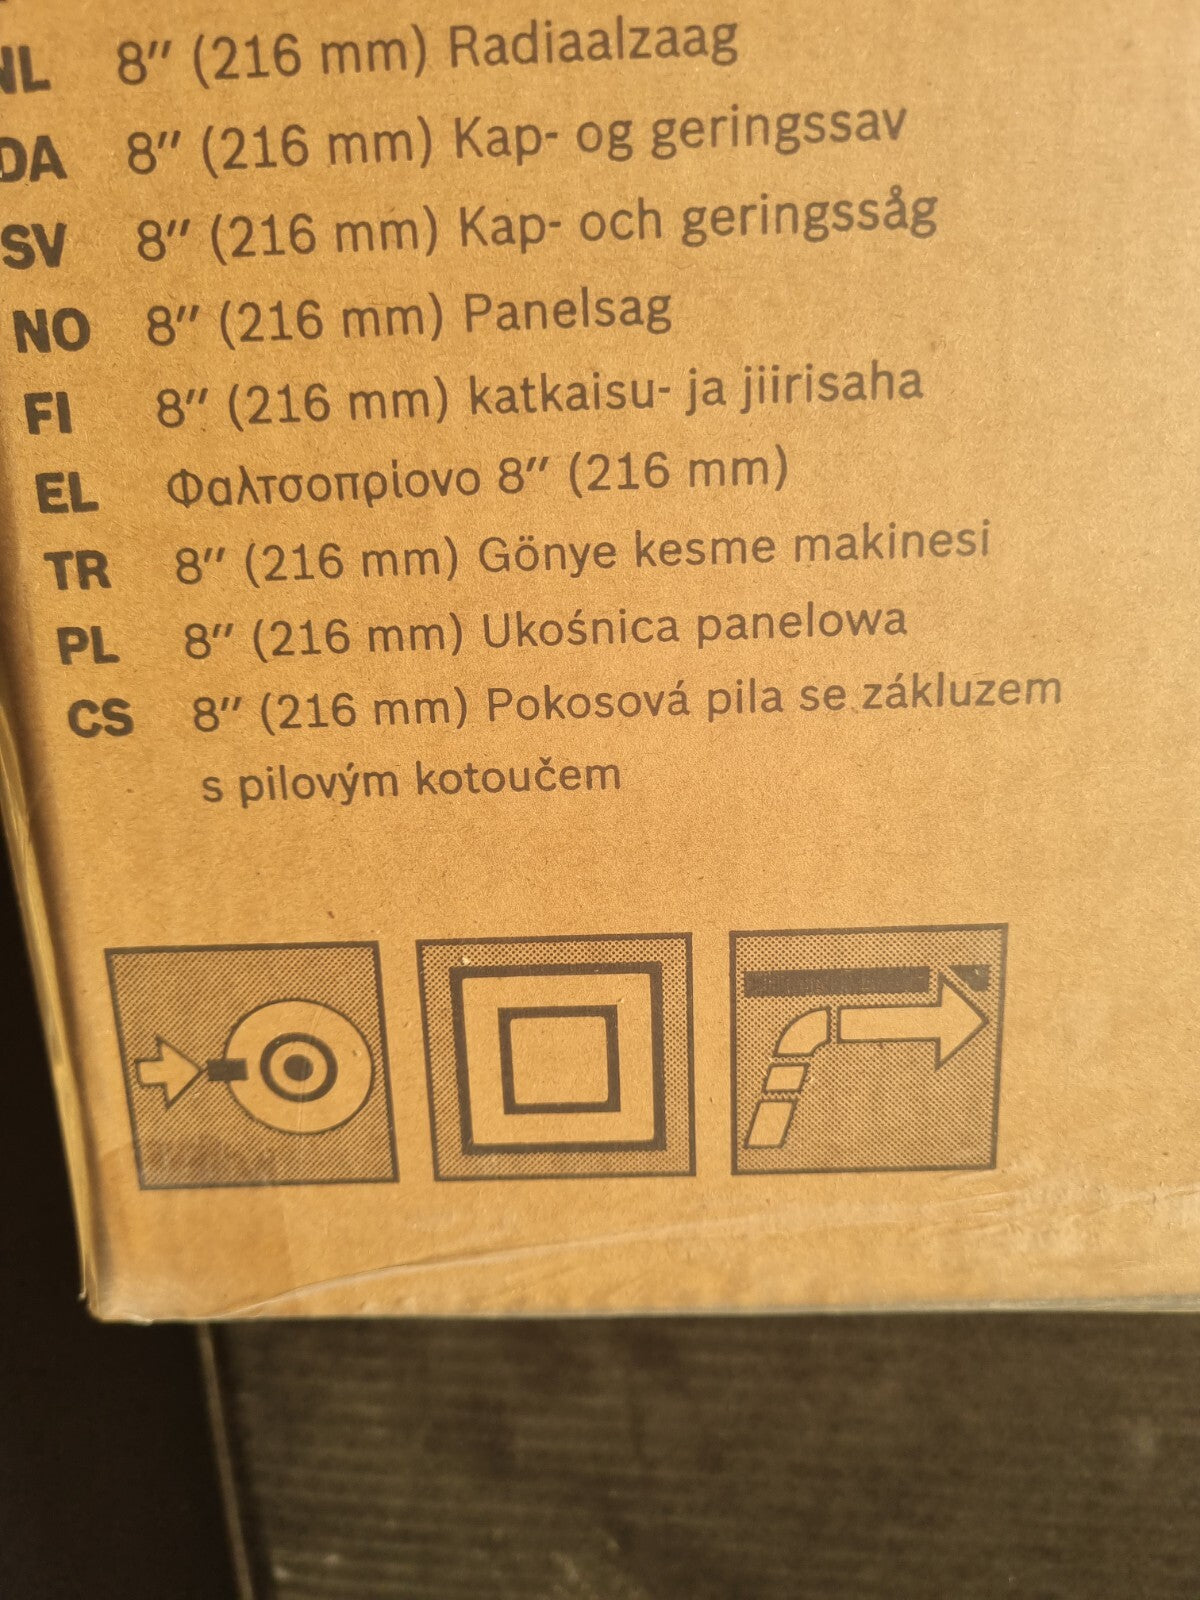 NL 8″ (216 mm) Radiaalzaag
DA 8″ (216 mm) Kap- og geringssav
SV 8″ (216 mm) Kap- och geringssåg
NO 8″ (216 mm) Panelsag
FI 8″ (216 mm) katkaisu- ja jiirisaha
EL Φαλτσοπρίονο 8″ (216 mm)
TR 8″ (216 mm) Gönye kesme makinesi
PL 8″ (216 mm) Ukośnica panelowa
CS 8″ (216 mm) Pokosová pila se zákluzem
s pilovým kotoučem